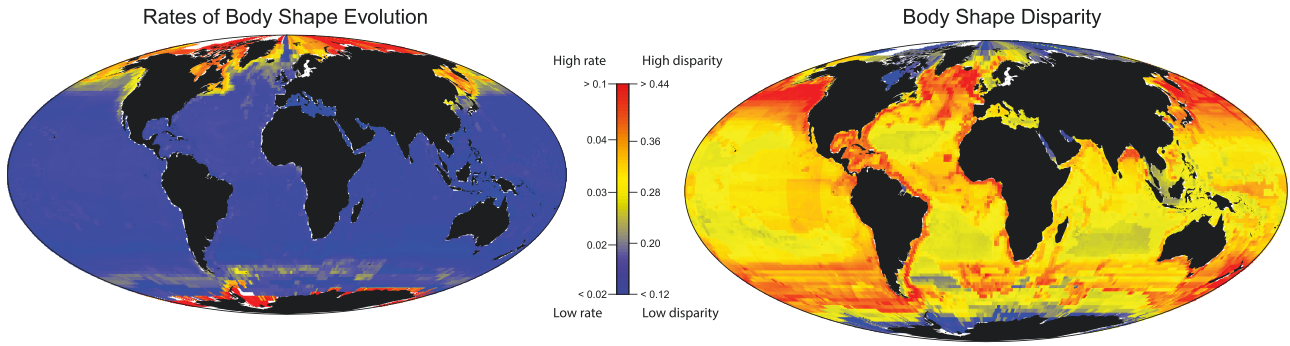 Rates of Body Shape Evolution
Body Shape Disparity
High rate
High disparity
> 0.1
> 0.44
0.04
0.36
0.03
0.28
0.02
0.20
< 0.02
< 0.12
Low rate
Low disparity